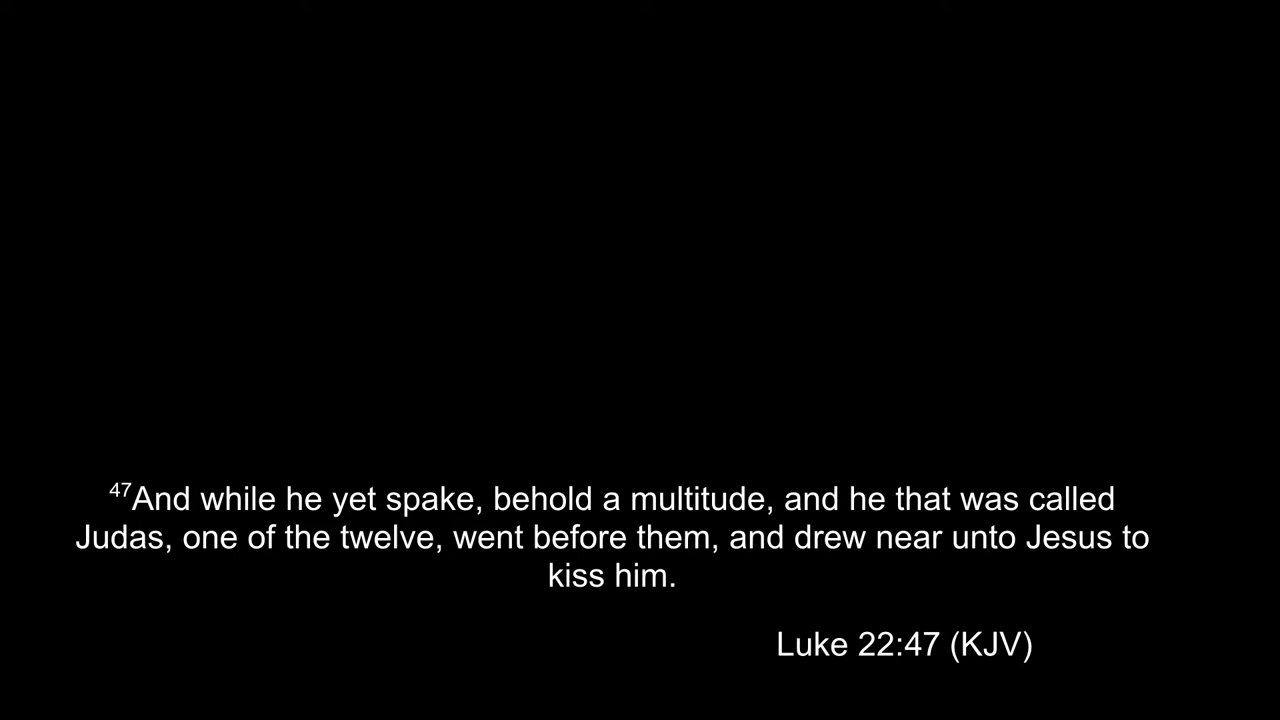 47And while he yet spake, behold a multitude, and he that was called
Judas, one of the twelve, went before them, and drew near unto Jesus to
kiss him.
Luke 22:47 (KJV)